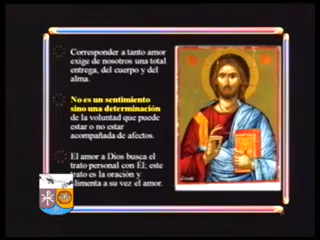 Corresponder a tanto amor
exige de nosotros una total
entrega, del cuerpo y del
alma.
No es un sentimiento
sino una determinación
de la voluntad que puede
estar o no estar
acompañada de afectos.
El amor a Dios busca el
trato personal con Él; este
trato es la oración y
alimenta a su vez el amor.